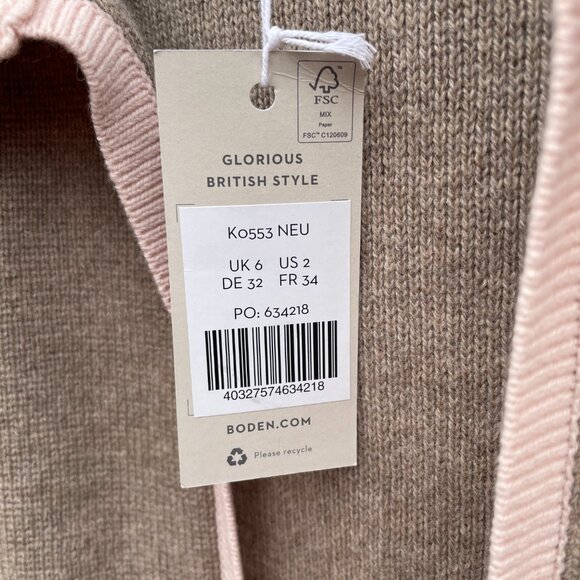 FSC
MIX
Paper
FSC™ C120609
GLORIOUS
BRITISH STYLE
K0553 NEU
UK 6 US 2
DE 32 FR 34
PO: 634218
40327574634218
BODEN.COM
Please recycle